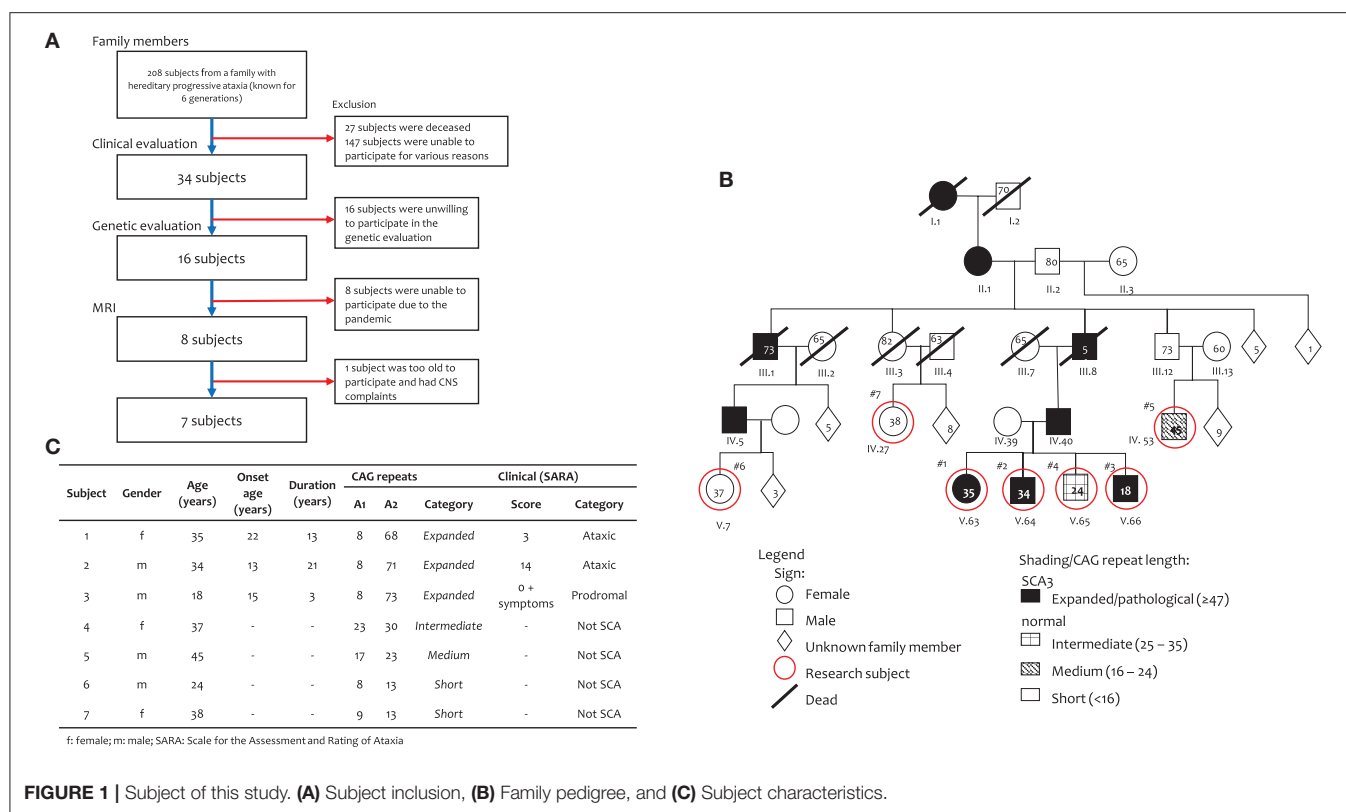 A
Family members
208 subjects from a family with
hereditary progressive ataxia (known for
6 generations)
Exclusion
27 subjects were deceased
147 subjects were unable to
participate for various reasons
Clinical evaluation
34 subjects
16 subjects were unwilling
to participate in the
genetic evaluation
Genetic evaluation
16 subjects
8 subjects were unable to
participate due to the
pandemic
MRI
8 subjects
1 subject was too old to
participate and had CNS
complaints
7 subjects
B
70
I.1 I.2
80 65
II.1 II.2 II.3
73 65 82 63 65 5 73 60 5 1
III.1 III.2 III.3 III.4 III.7 III.8 III.12 III.13
#7 #5
5 38 8 45 9
IV.5 IV.27 IV.39 IV.40 IV. 53
#6 #1 #2 #4 #3
37 3 35 34 24 18
V.7 V.63 V.64 V.65 V.66
Legend
Sign:
Female
Male
Unknown family member
Research subject
Dead
Shading/CAG repeat length:
SCA3
Expanded/pathological (≥47)
normal
Intermediate (25 – 35)
Medium (16 – 24)
Short (<16)
C
Subject Gender Age (years) Onset age (years) Duration (years) CAG repeats Clinical (SARA)
A1 A2 Category Score Category
1 f 35 22 13 8 68 Expanded 3 Ataxic
2 m 34 13 21 8 71 Expanded 14 Ataxic
3 m 18 15 3 8 73 Expanded 0 + symptoms Prodromal
4 f 37 - - 23 30 Intermediate - Not SCA
5 m 45 - - 17 23 Medium - Not SCA
6 m 24 - - 8 13 Short - Not SCA
7 f 38 - - 9 13 Short - Not SCA
f: female; m: male; SARA: Scale for the Assessment and Rating of Ataxia
FIGURE 1 | Subject of this study. (A) Subject inclusion, (B) Family pedigree, and (C) Subject characteristics.